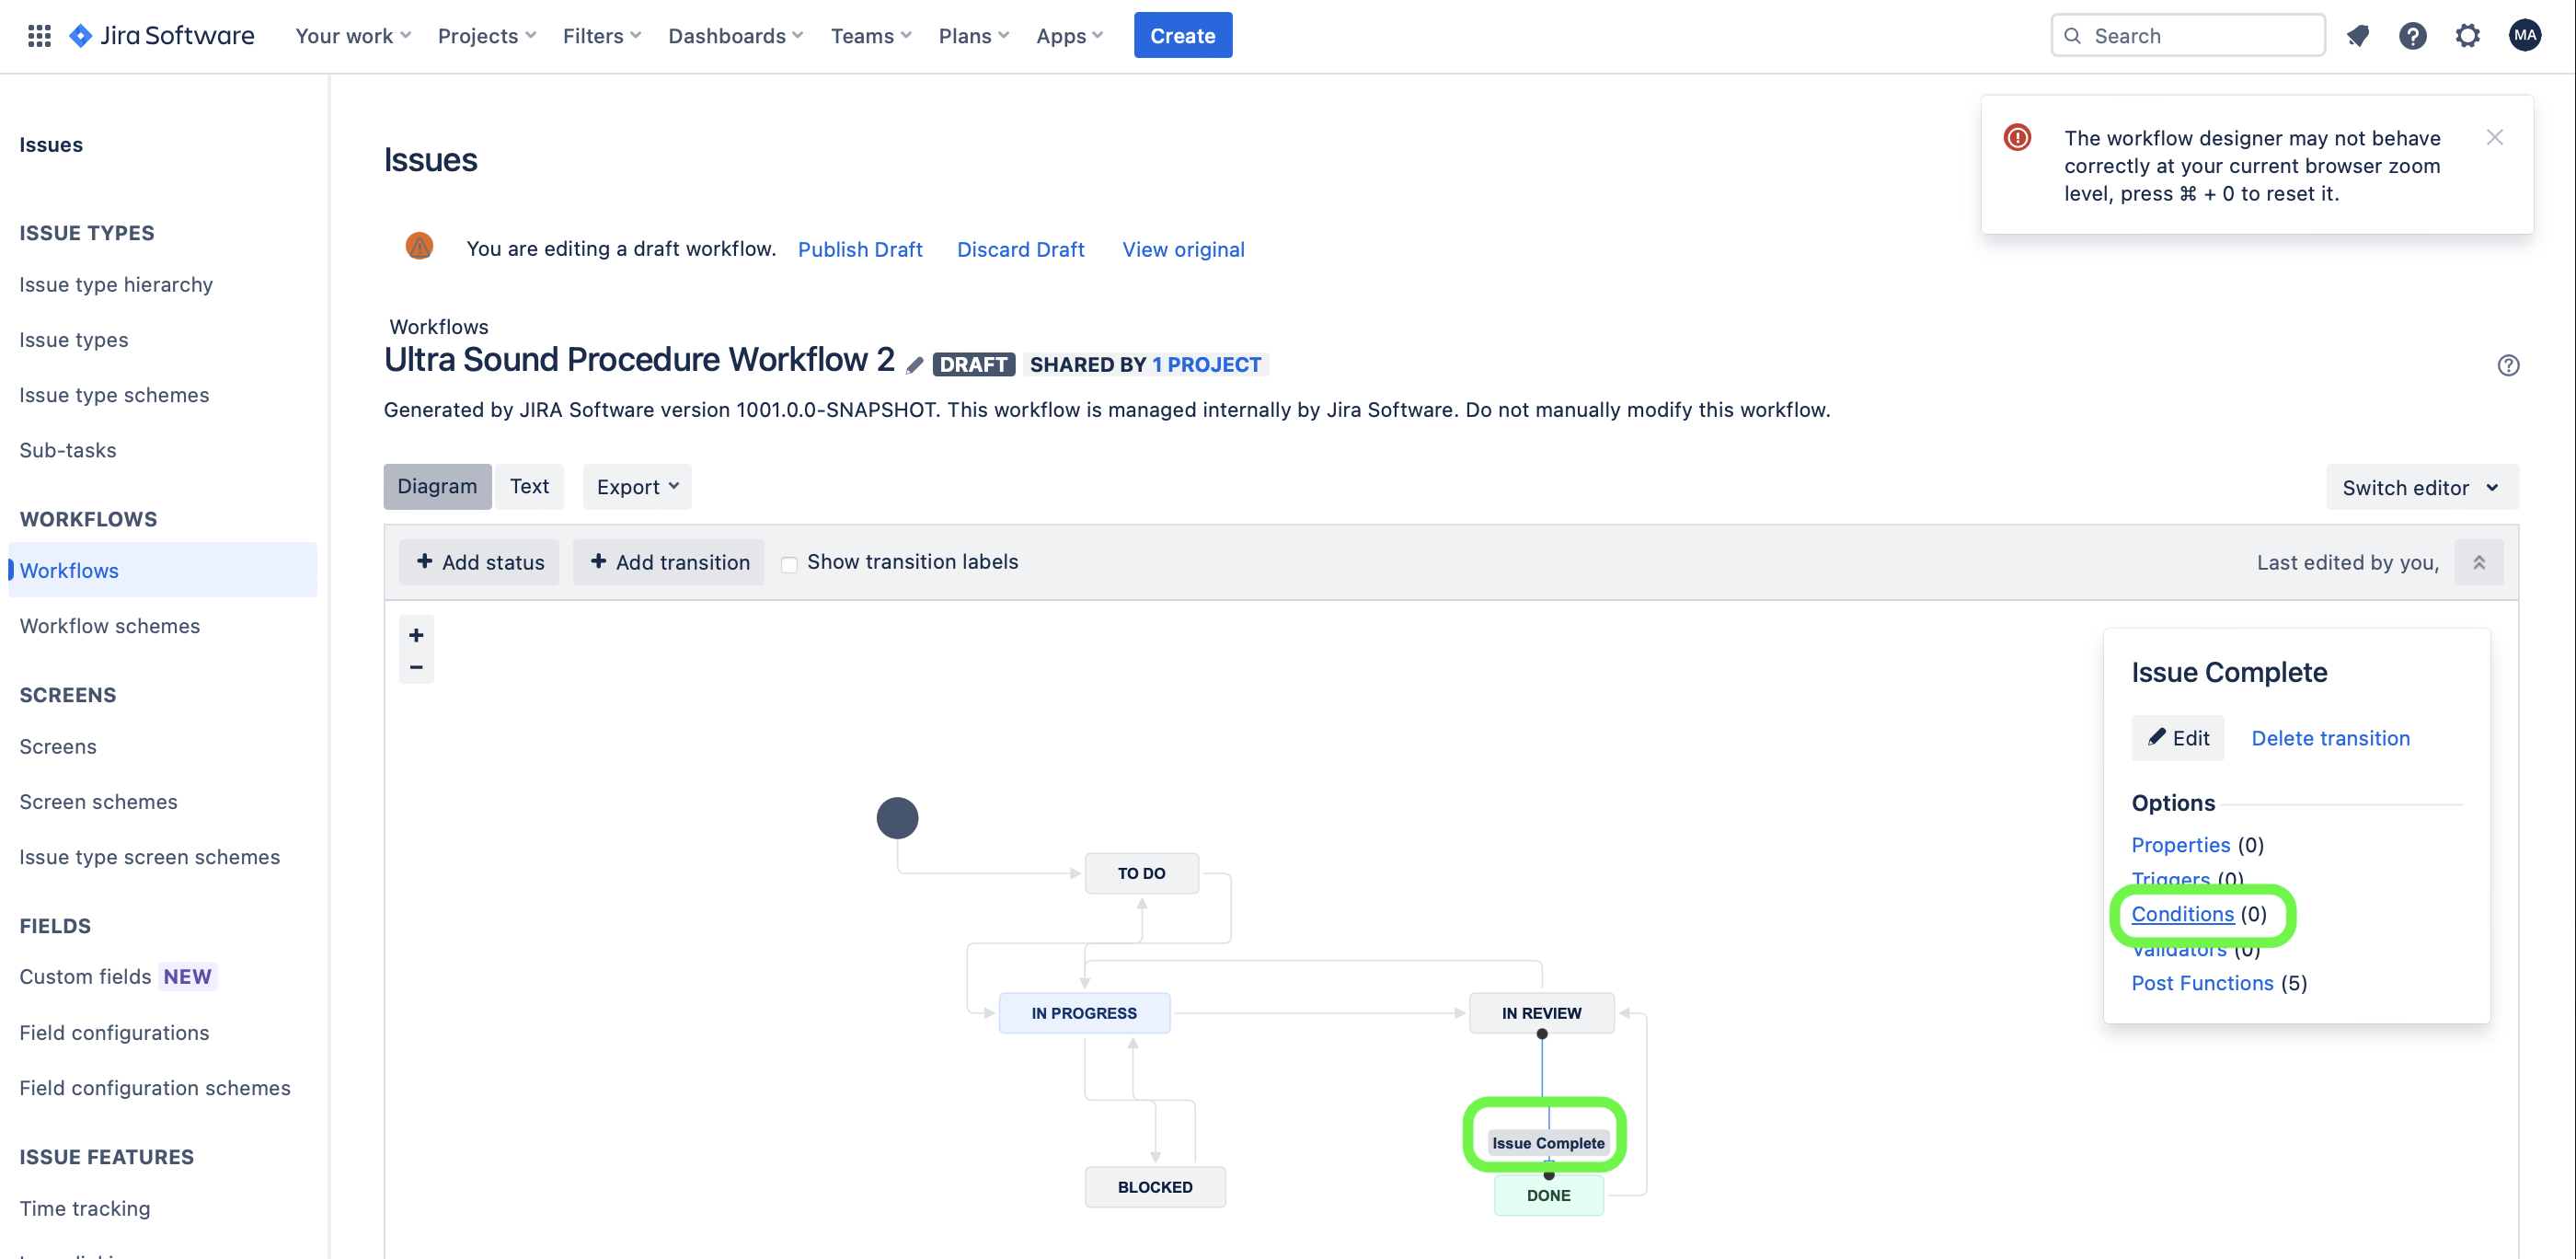 Jira Software Your work Projects Filters Dashboards Teams Plans Apps Create Search MA
The workflow designer may not behave
correctly at your current browser zoom
level, press ⌘ + 0 to reset it.
Issues
ISSUE TYPES
Issue type hierarchy
Issue types
Issue type schemes
Sub-tasks
WORKFLOWS
Workflows
Workflow schemes
SCREENS
Screens
Screen schemes
Issue type screen schemes
FIELDS
Custom fields NEW
Field configurations
Field configuration schemes
ISSUE FEATURES
Time tracking
Issues
You are editing a draft workflow. Publish Draft Discard Draft View original
Workflows
Ultra Sound Procedure Workflow 2 DRAFT SHARED BY 1 PROJECT
Generated by JIRA Software version 1001.0.0-SNAPSHOT. This workflow is managed internally by Jira Software. Do not manually modify this workflow.
Diagram Text Export Switch editor
+ Add status + Add transition Show transition labels Last edited by you,
+
−
TO DO
IN PROGRESS
IN REVIEW
Issue Complete
BLOCKED
DONE
Issue Complete
Edit Delete transition
Options
Properties (0)
Triggers (0)
Conditions (0)
Validators (0)
Post Functions (5)